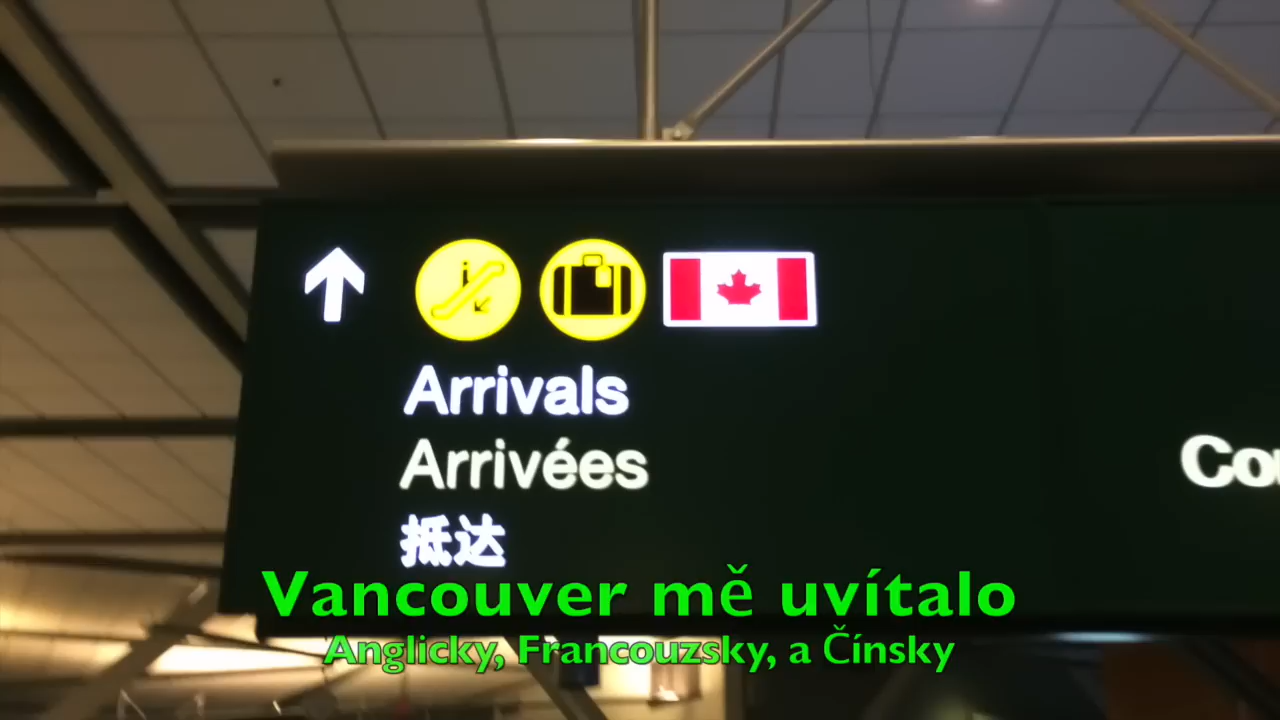 Arrivals
Arrivées
抵达
Vancouver mě uvítalo
Anglicky, Francouzsky, a Čínsky